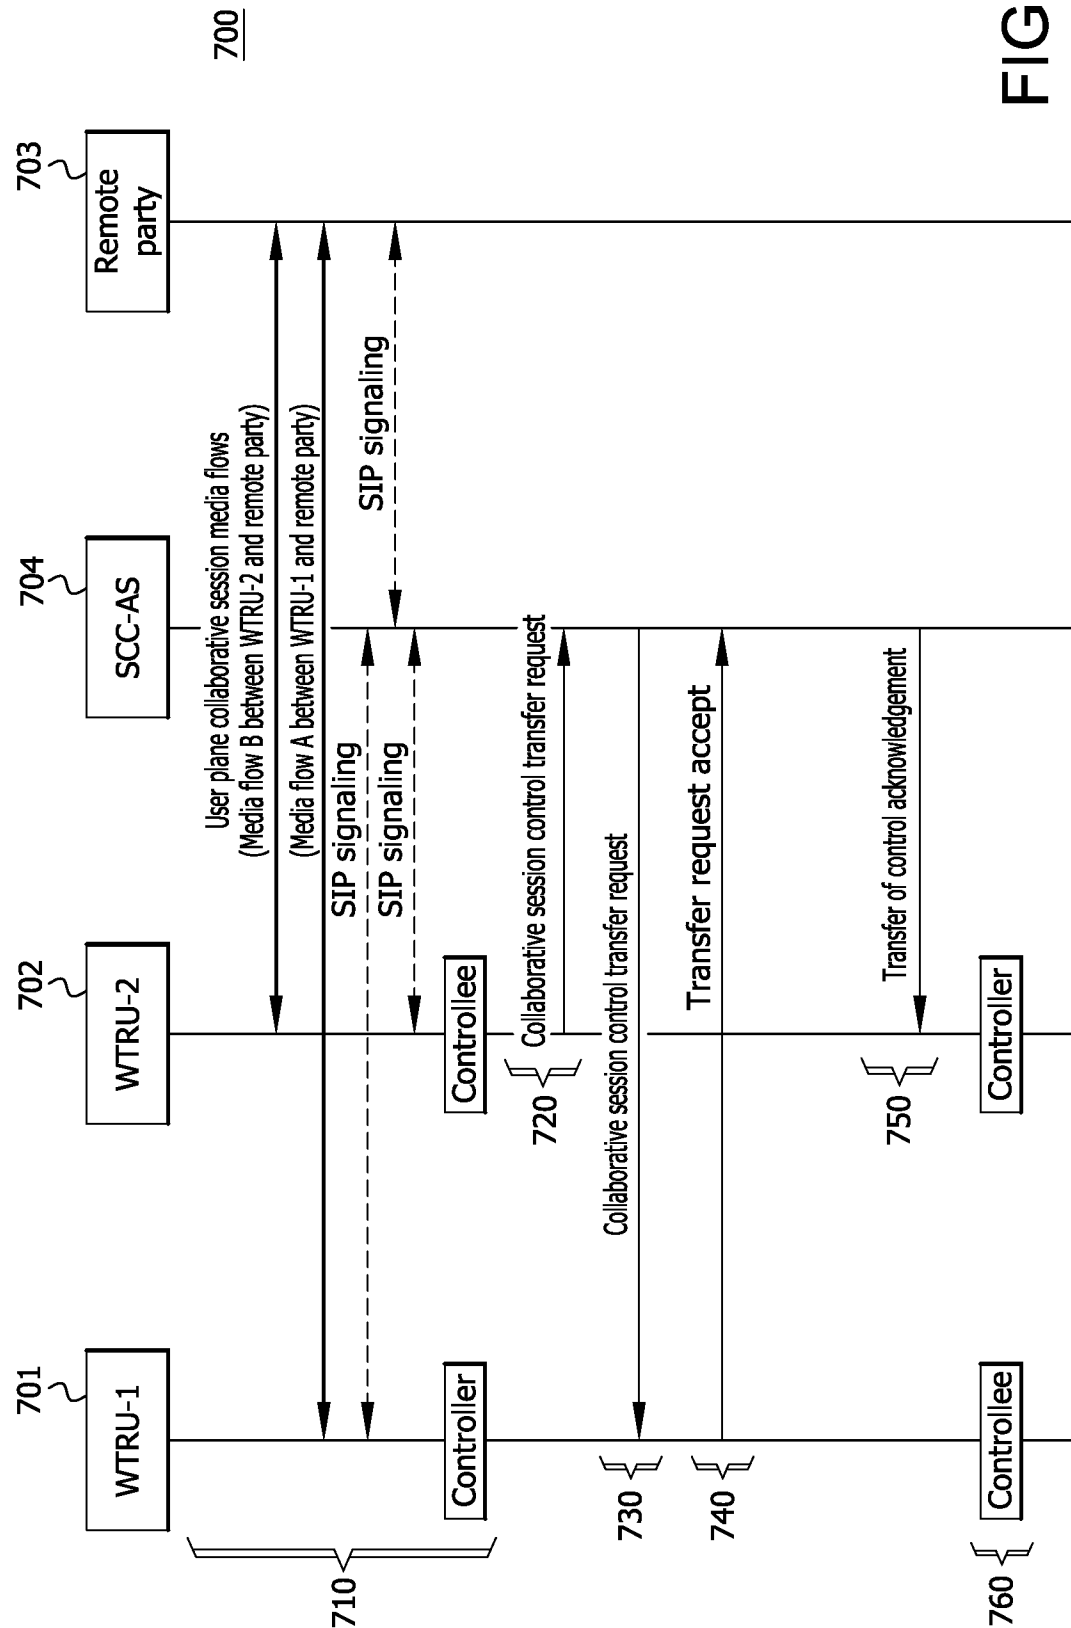 700
701
702
704
703
WTRU-1
WTRU-2
SCC-AS
Remote
party
User plane collaborative session media flows
(Media flow B between WTRU-2 and remote party)
(Media flow A between WTRU-1 and remote party)
SIP signaling
SIP signaling
SIP signaling
710
Controller
Controllee
Collaborative session control transfer request
720
Collaborative session control transfer request
730
Transfer request accept
740
Transfer of control acknowledgement
750
Controllee
Controller
760
FIG